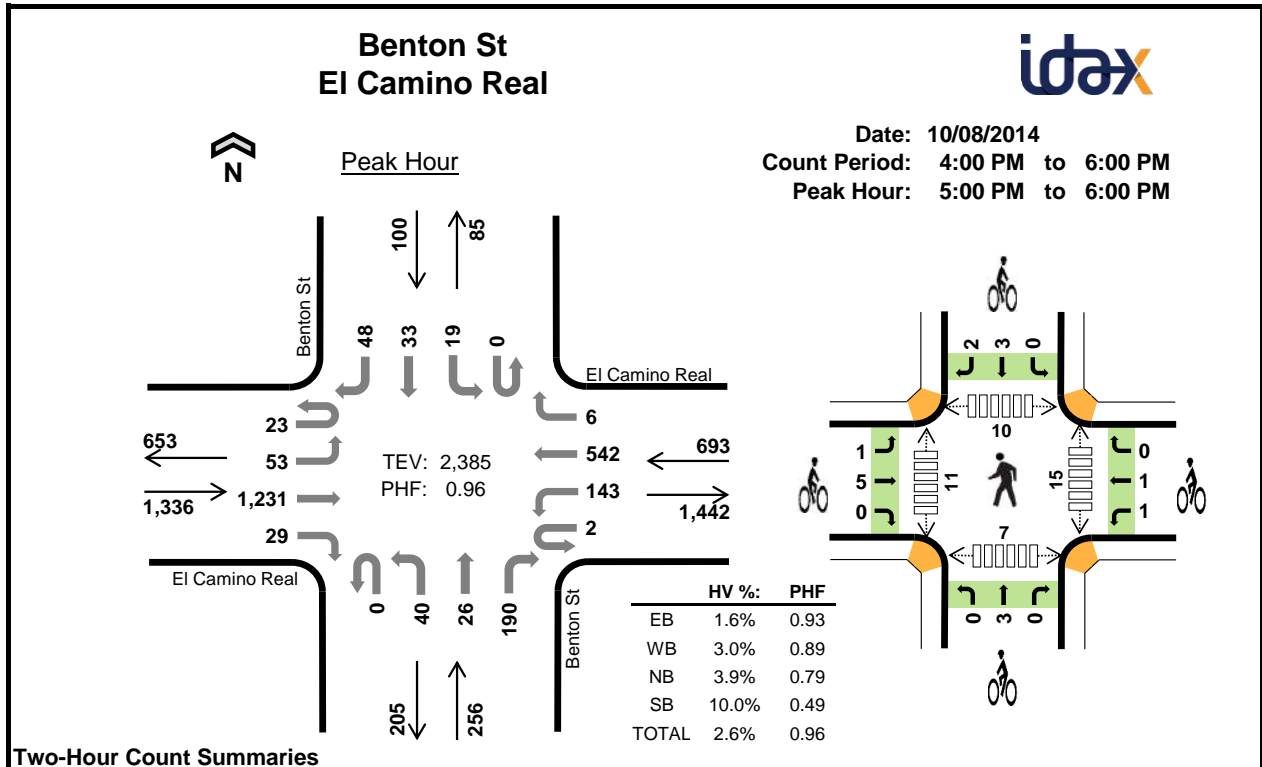 Benton St
El Camino Real
idax
Date: 10/08/2014
Count Period: 4:00 PM to 6:00 PM
Peak Hour: 5:00 PM to 6:00 PM
N
Peak Hour
100
85
Benton St
48
33
19
0
El Camino Real
23
6
653
53
542
693
TEV: 2,385
PHF: 0.96
1,336
1,231
143
1,442
29
2
El Camino Real
0
40
26
190
Benton St
205
256
2
3
0
10
1
5
0
11
15
0
1
1
7
0
3
0
HV %: PHF
EB 1.6% 0.93
WB 3.0% 0.89
NB 3.9% 0.79
SB 10.0% 0.49
TOTAL 2.6% 0.96
Two-Hour Count Summaries